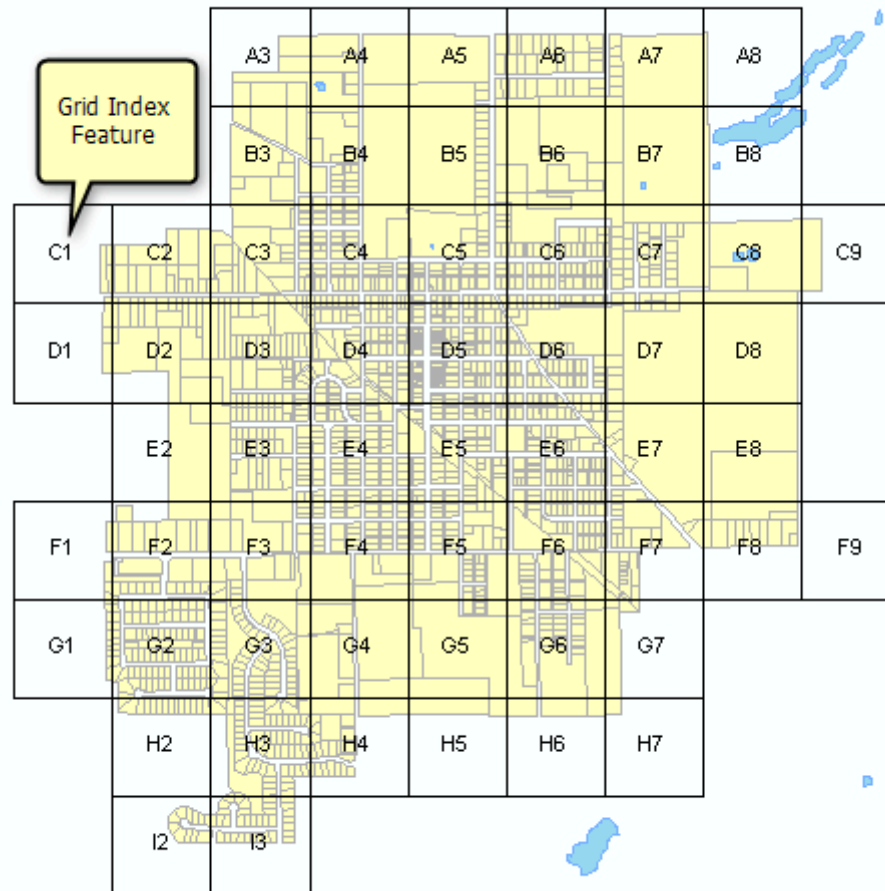 A3 A4 A5 A6 A7 A8
Grid Index
Feature
B3 B4 B5 B6 B7 B8
C1 C2 C3 C4 C5 C6 C7 C8 C9
D1 D2 D3 D4 D5 D6 D7 D8
E2 E3 E4 E5 E6 E7 E8
F1 F2 F3 F4 F5 F6 F7 F8 F9
G1 G2 G3 G4 G5 G6 G7
H2 H3 H4 H5 H6 H7
I2 I3